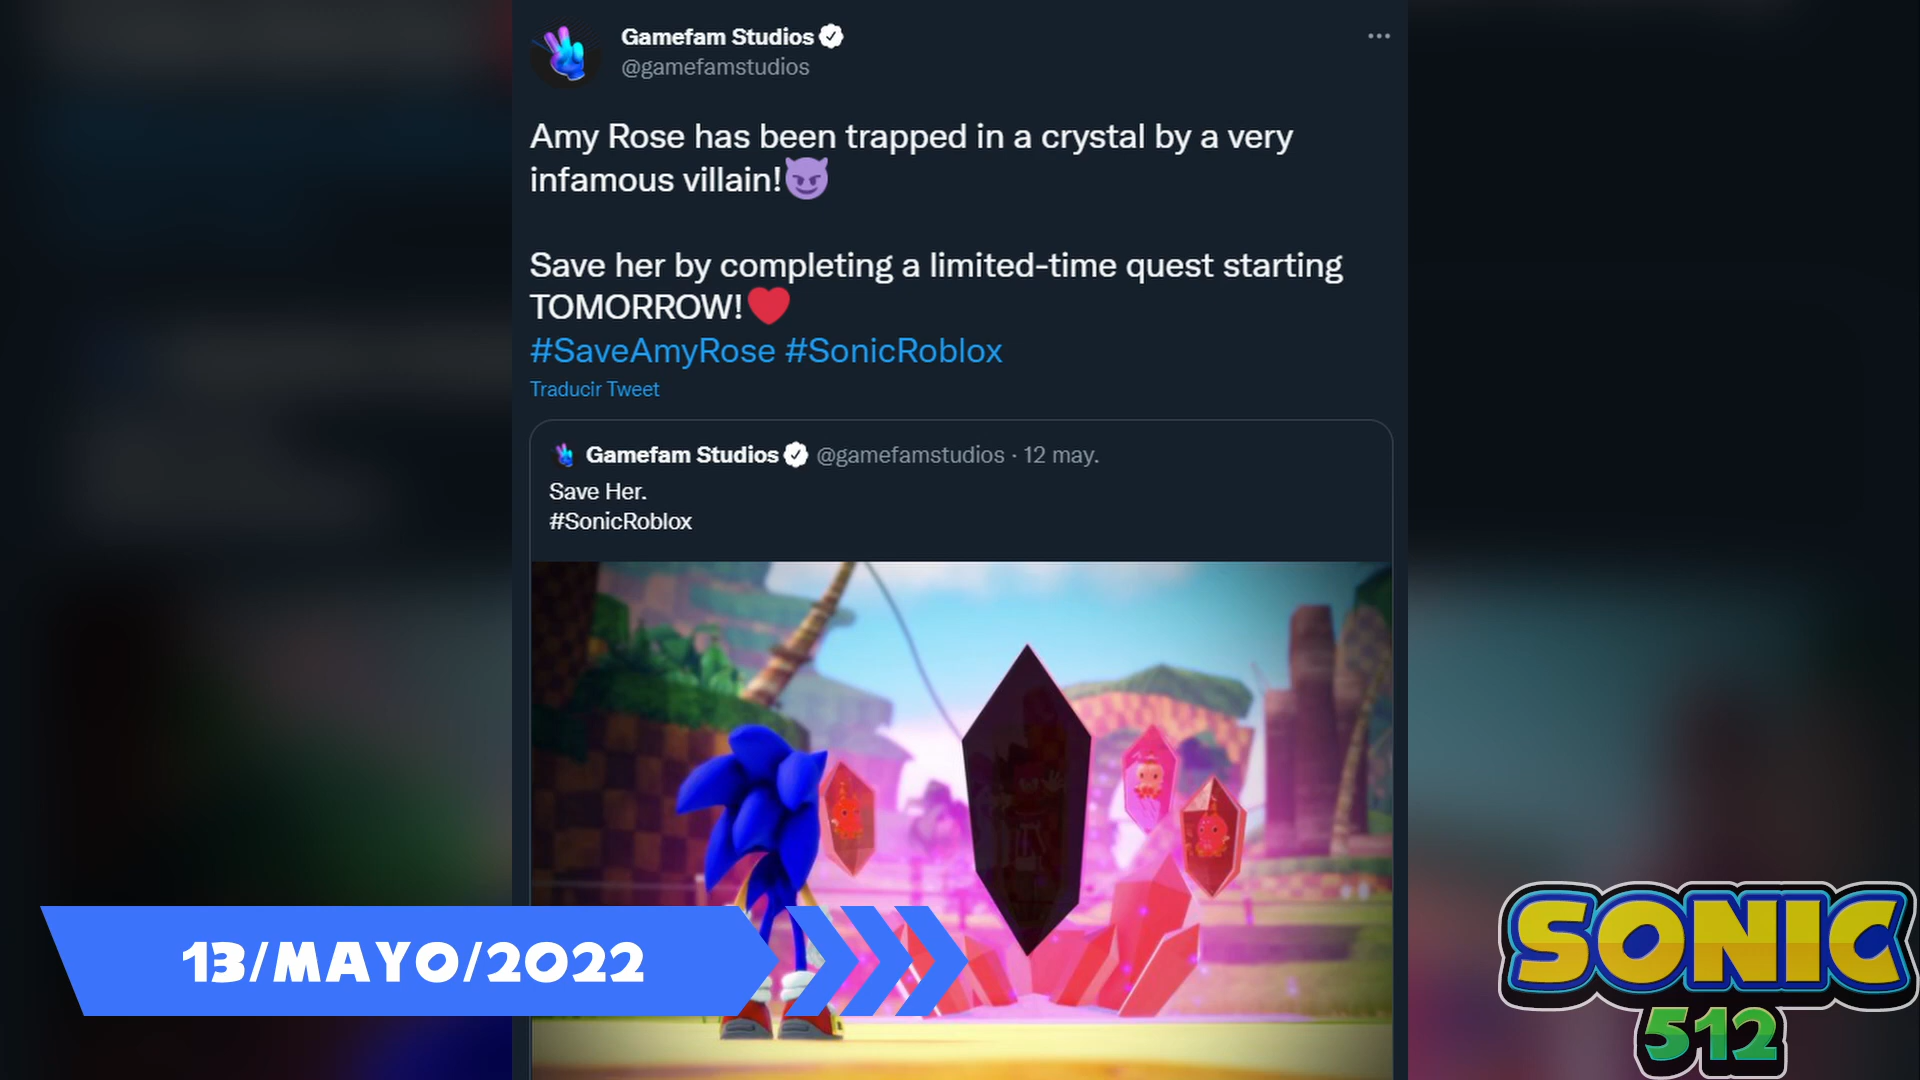 Gamefam Studios
@gamefamstudios
Amy Rose has been trapped in a crystal by a very
infamous villain!😈
Save her by completing a limited-time quest starting
TOMORROW!❤️
#SaveAmyRose #SonicRoblox
Traducir Tweet
Gamefam Studios @gamefamstudios · 12 may.
Save Her.
#SonicRoblox
13/MAYO/2022
SONIC
512